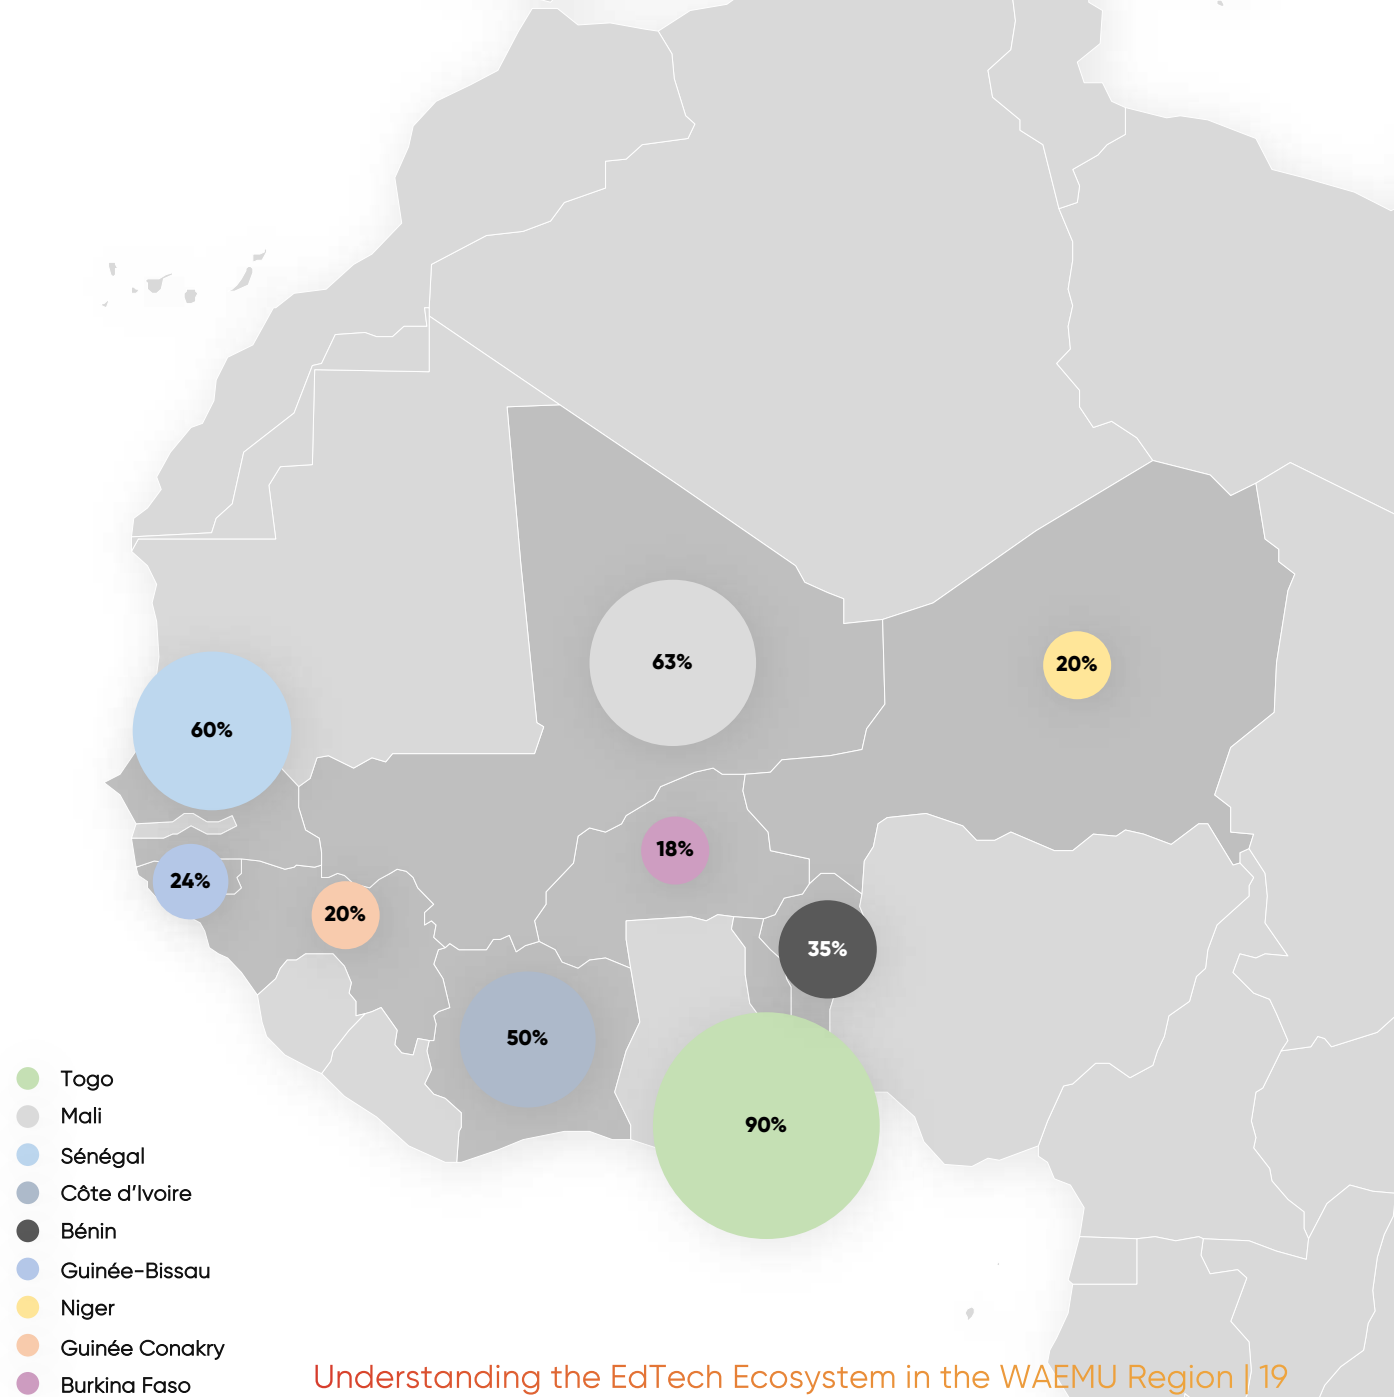 63%
20%
60%
18%
24%
20%
35%
50%
90%
Togo
Mali
Sénégal
Côte d'Ivoire
Bénin
Guinée-Bissau
Niger
Guinée Conakry
Burkina Faso
Understanding the EdTech Ecosystem in the WAEMU Region | 19